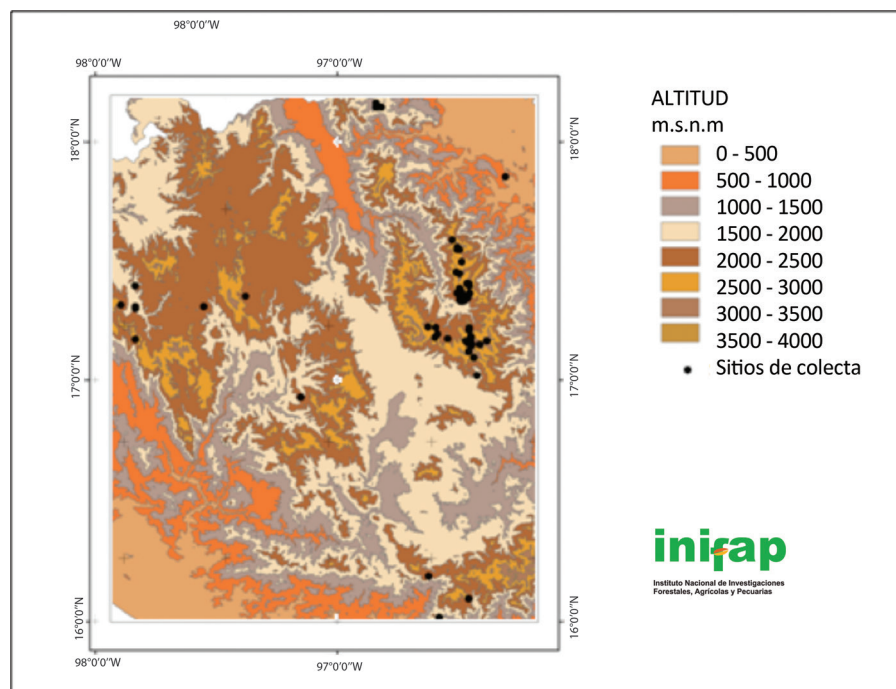 98°0'0"W
98°0'0"W
97°0'0"W
18°0'0"N
18°0'0"N
17°0'0"N
17°0'0"N
16°0'0"N
16°0'0"N
98°0'0"W
97°0'0"W
ALTITUD
m.s.n.m
0 - 500
500 - 1000
1000 - 1500
1500 - 2000
2000 - 2500
2500 - 3000
3000 - 3500
3500 - 4000
Sitios de colecta
inifap
Instituto Nacional de Investigaciones
Forestales, Agrícolas y Pecuarias